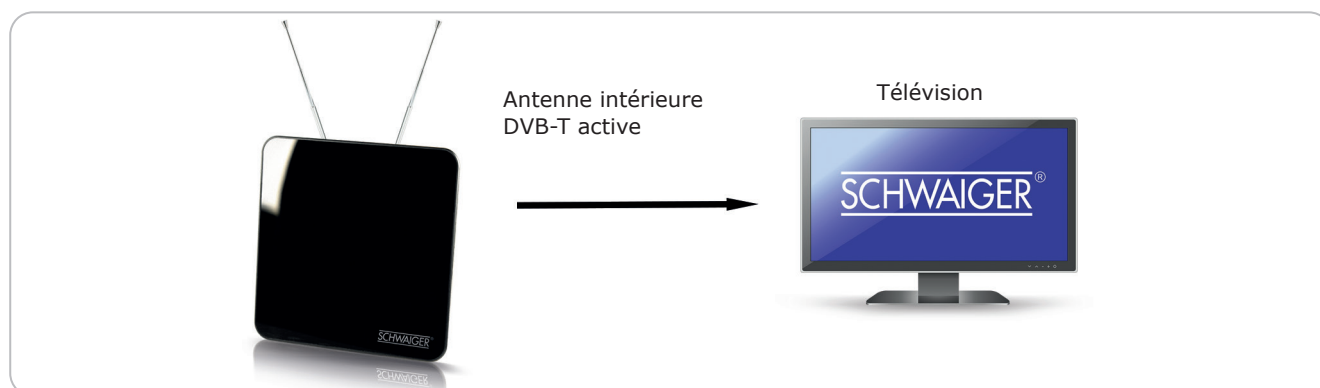 Antenne intérieure
DVB-T active
Télévision
SCHWAIGER®
SCHWAIGER®